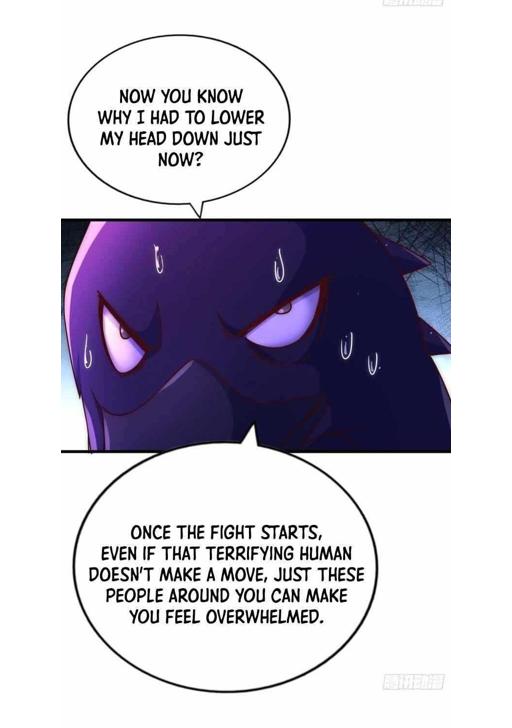 NOW YOU KNOW
WHY I HAD TO LOWER
MY HEAD DOWN JUST
NOW?
ONCE THE FIGHT STARTS,
EVEN IF THAT TERRIFYING HUMAN
DOESN'T MAKE A MOVE, JUST THESE
PEOPLE AROUND YOU CAN MAKE
YOU FEEL OVERWHELMED.